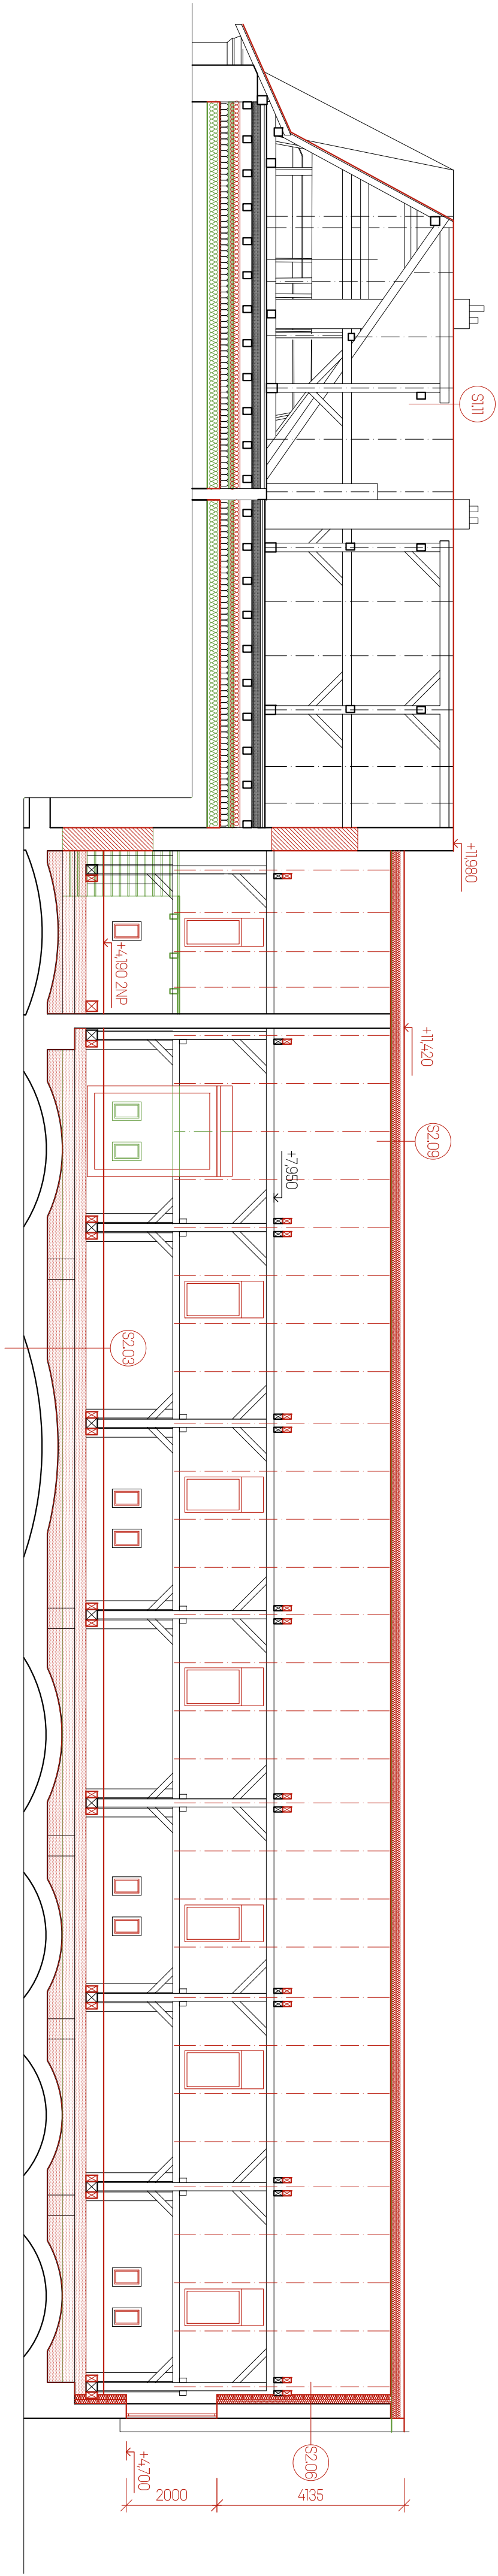 S1.11
+11,980
+4,190 2NP
+11,420
S2.09
+7,950
S2.03
S2.06
+4,700
2000
4135